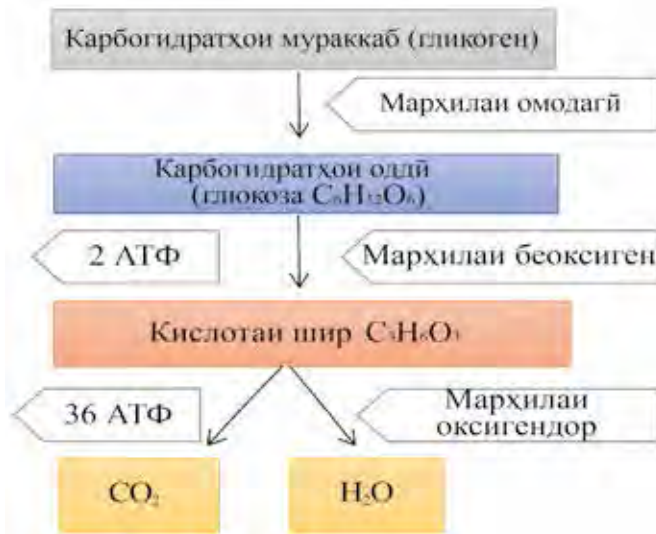 Карбогидратҳои мураккаб (гликоген)
Марҳилаи омодагӣ
Карбогидратҳои оддӣ
(глюкоза C₆H₁₂O₆)
2 АТФ
Марҳилаи беоксиген
Кислотаи шир C₃H₆O₃
36 АТФ
Марҳилаи
оксигендор
CO₂
H₂O